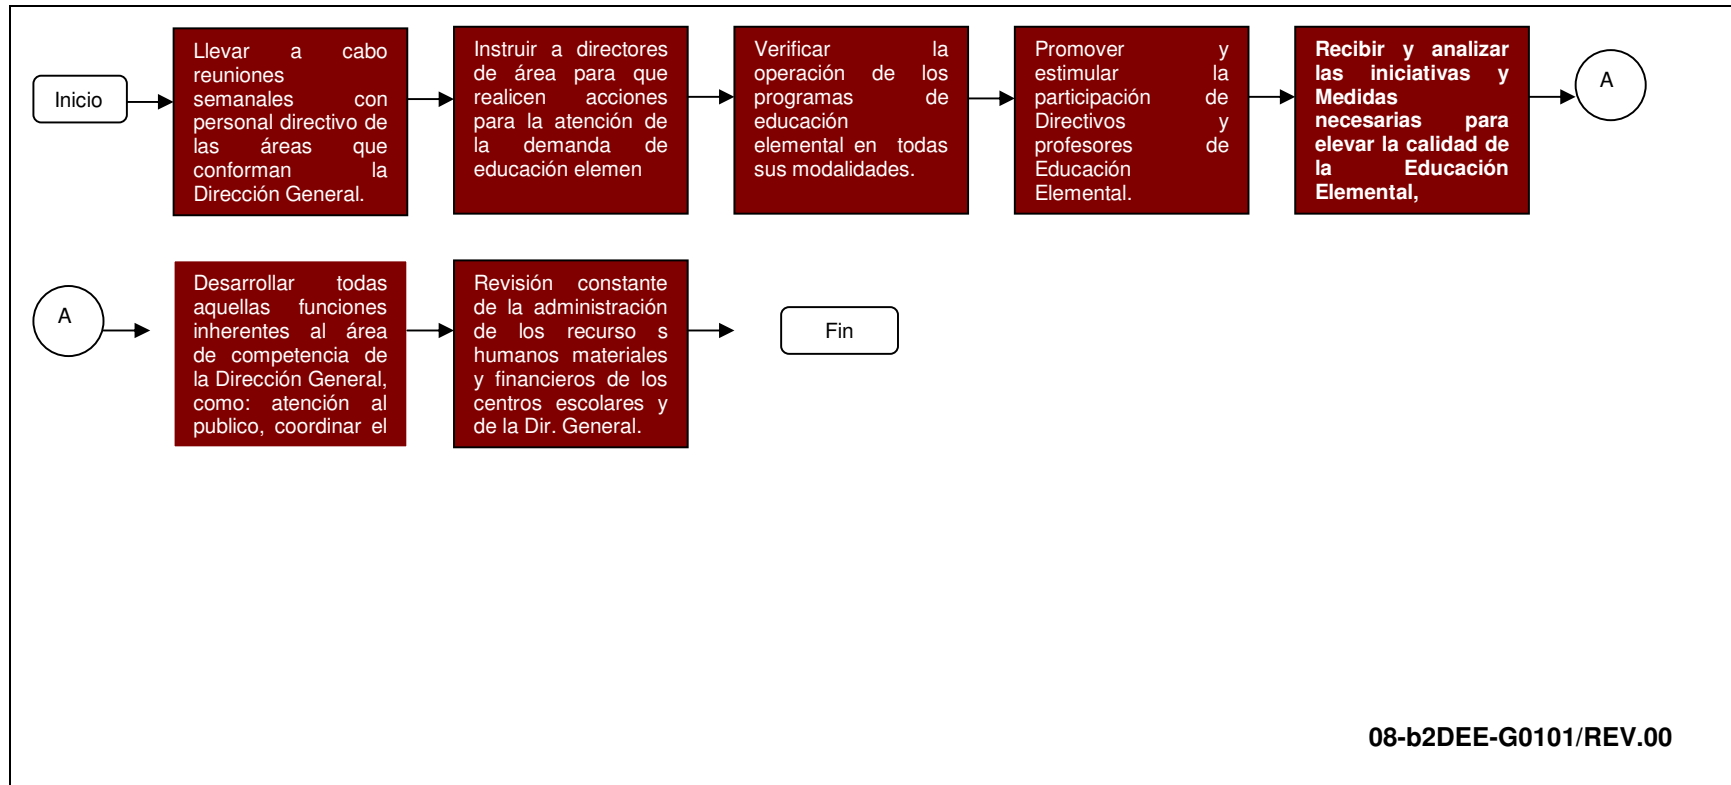 Inicio
Llevar a cabo
reuniones
semanales con
personal directivo de
las áreas que
conforman la
Dirección General.
Instruir a directores
de área para que
realicen acciones
para la atención de
la demanda de
educación elemen
Verificar la
operación de los
programas de
educación
elemental en todas
sus modalidades.
Promover y
estimular la
participación de
Directivos y
profesores de
Educación
Elemental.
Recibir y analizar
las iniciativas y
Medidas
necesarias para
elevar la calidad de
la Educación
Elemental,
A
A
Desarrollar todas
aquellas funciones
inherentes al área
de competencia de
la Dirección General,
como: atención al
publico, coordinar el
Revisión constante
de la administración
de los recurso s
humanos materiales
y financieros de los
centros escolares y
de la Dir. General.
Fin
08-b2DEE-G0101/REV.00